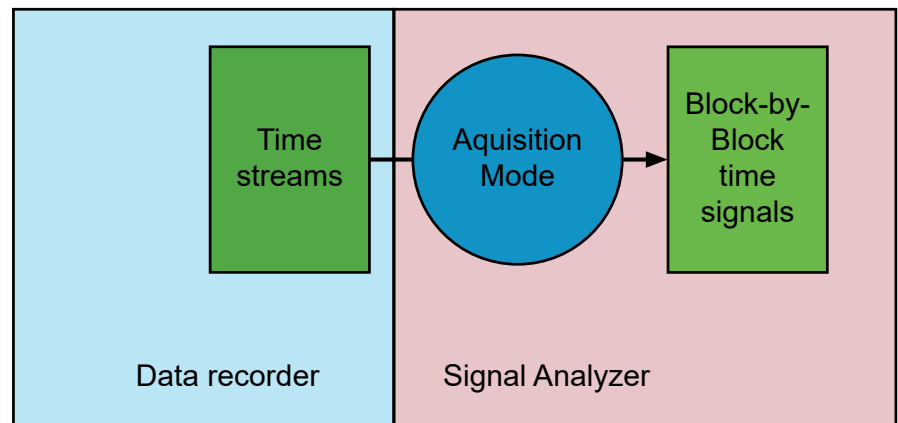 Time
streams
Aquisition
Mode
Block-by-
Block
time
signals
Data recorder
Signal Analyzer